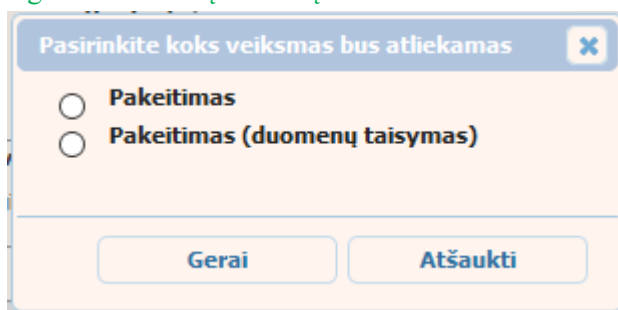 Pasirinkite koks veiksmas bus atliekamas
Pakeitimas
Pakeitimas (duomenų taisymas)
Gerai
Atšaukti